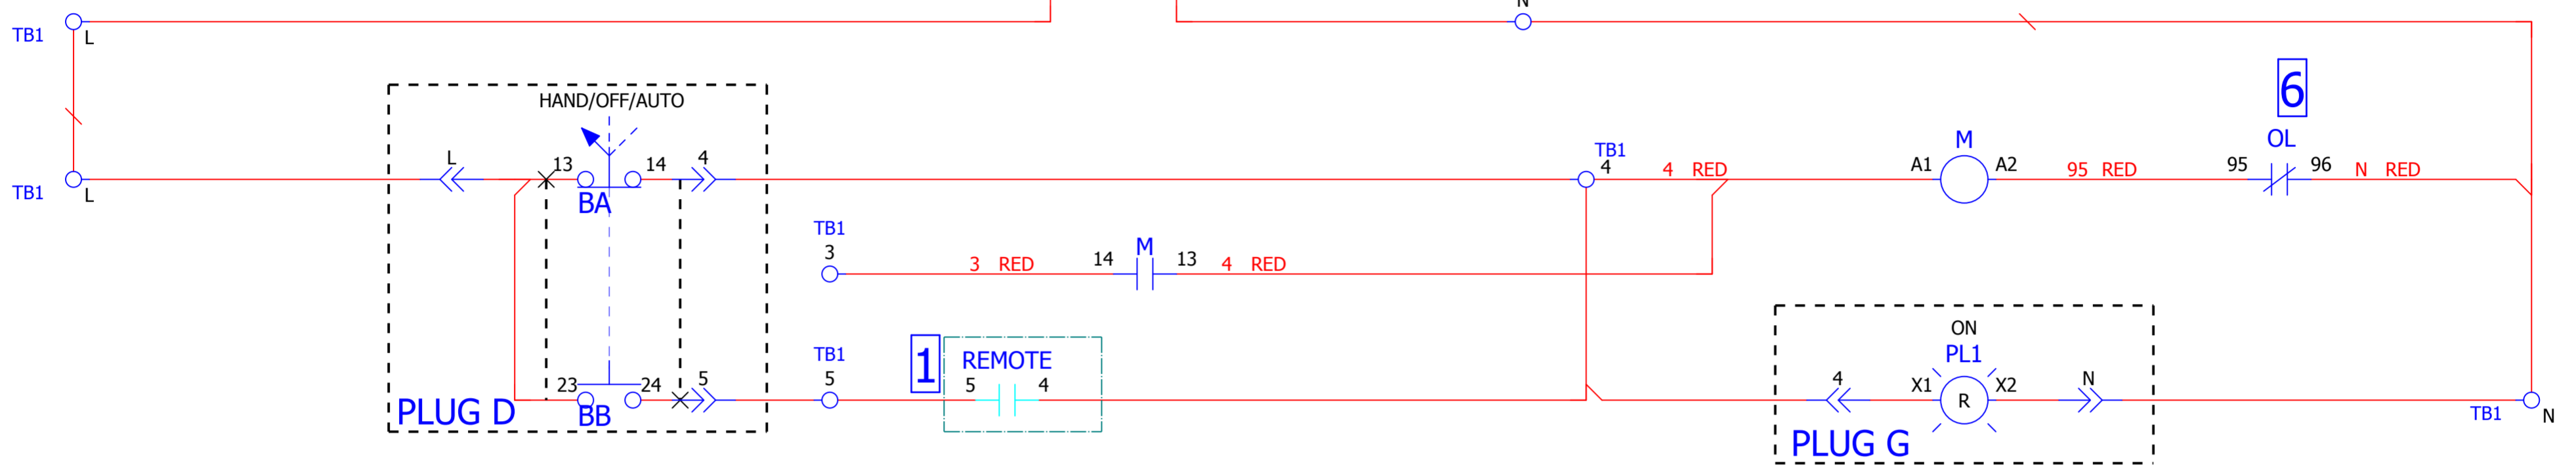 N
TB1
L
6
HAND/OFF/AUTO
OL
M
TB1
L
13
14
4
TB1
4
4 RED
A1
A2
95 RED
95
96
N RED
TB1
L
BA
TB1
3
3 RED
14
M
13
4 RED
ON
PL1
TB1
5
1
REMOTE
5
4
23
24
5
4
X1
R
X2
N
PLUG D
BB
TB1
N
PLUG G